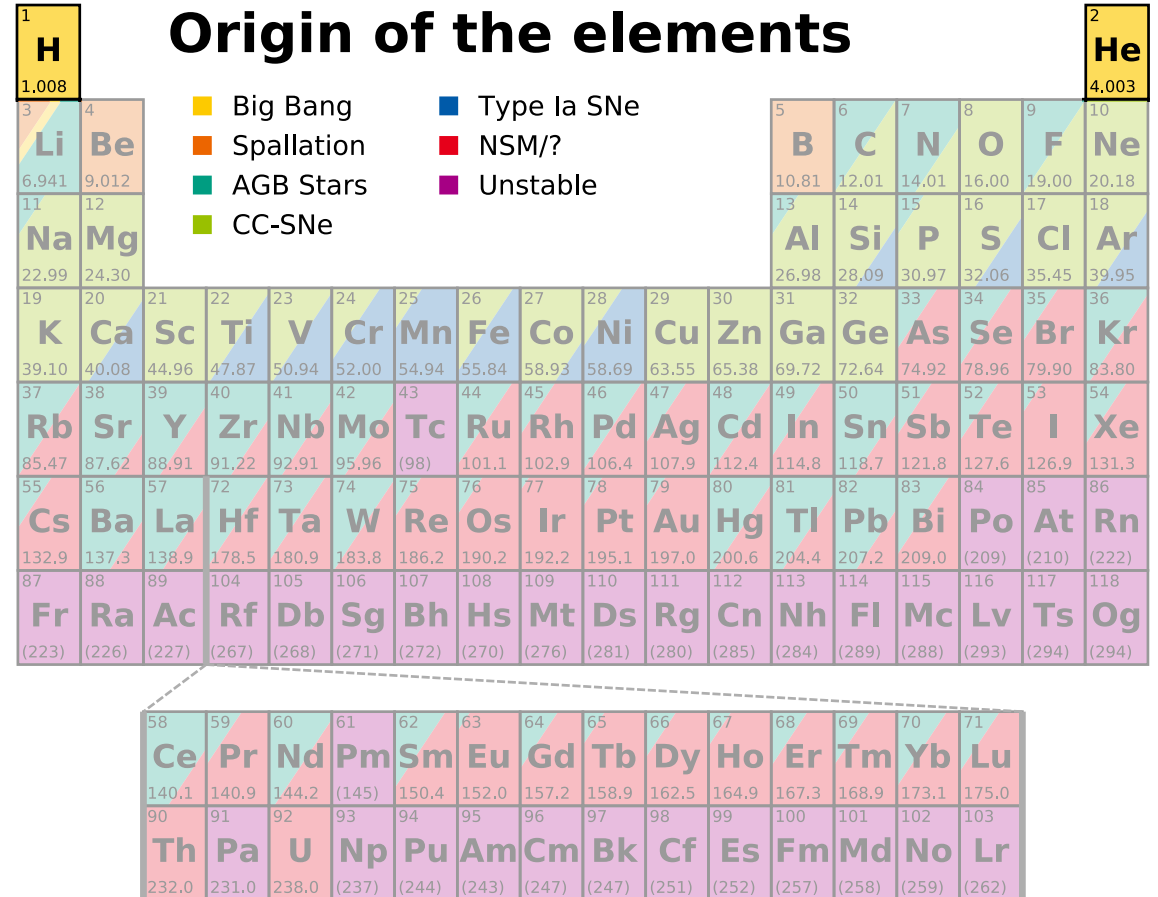 Origin of the elements
1 2
H He
1.008 4.003
Big Bang Type Ia SNe
Spallation NSM/?
AGB Stars Unstable
CC-SNe
3 4 5 6 7 8 9 10
Li Be B C N O F Ne
6.941 9.012 10.81 12.01 14.01 16.00 19.00 20.18
11 12 13 14 15 16 17 18
Na Mg Al Si P S Cl Ar
22.99 24.30 26.98 28.09 30.97 32.06 35.45 39.95
19 20 21 22 23 24 25 26 27 28 29 30 31 32 33 34 35 36
K Ca Sc Ti V Cr Mn Fe Co Ni Cu Zn Ga Ge As Se Br Kr
39.10 40.08 44.96 47.87 50.94 52.00 54.94 55.84 58.93 58.69 63.55 65.38 69.72 72.64 74.92 78.96 79.90 83.80
37 38 39 40 41 42 43 44 45 46 47 48 49 50 51 52 53 54
Rb Sr Y Zr Nb Mo Tc Ru Rh Pd Ag Cd In Sn Sb Te I Xe
85.47 87.62 88.91 91.22 92.91 95.96 (98) 101.1 102.9 106.4 107.9 112.4 114.8 118.7 121.8 127.6 126.9 131.3
55 56 57 72 73 74 75 76 77 78 79 80 81 82 83 84 85 86
Cs Ba La Hf Ta W Re Os Ir Pt Au Hg Tl Pb Bi Po At Rn
132.9 137.3 138.9 178.5 180.9 183.8 186.2 190.2 192.2 195.1 197.0 200.6 204.4 207.2 209.0 (209) (210) (222)
87 88 89 104 105 106 107 108 109 110 111 112 113 114 115 116 117 118
Fr Ra Ac Rf Db Sg Bh Hs Mt Ds Rg Cn Nh Fl Mc Lv Ts Og
(223) (226) (227) (267) (268) (271) (272) (270) (276) (281) (280) (285) (284) (289) (288) (293) (294) (294)
58 59 60 61 62 63 64 65 66 67 68 69 70 71
Ce Pr Nd Pm Sm Eu Gd Tb Dy Ho Er Tm Yb Lu
140.1 140.9 144.2 (145) 150.4 152.0 157.2 158.9 162.5 164.9 167.3 168.9 173.1 175.0
90 91 92 93 94 95 96 97 98 99 100 101 102 103
Th Pa U Np Pu Am Cm Bk Cf Es Fm Md No Lr
232.0 231.0 238.0 (237) (244) (243) (247) (247) (251) (252) (257) (258) (259) (262)